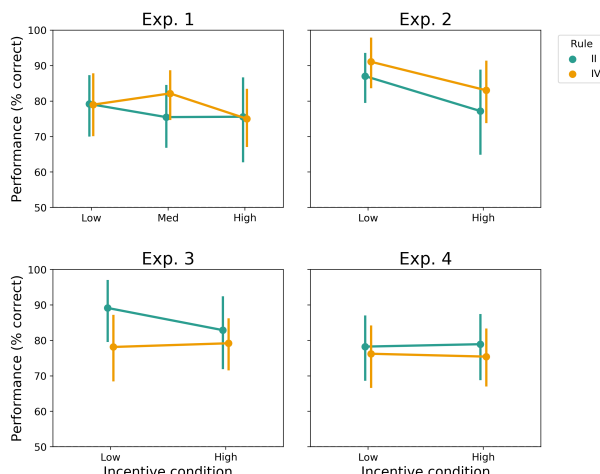 Exp. 1
Exp. 2
Performance (% correct)
100
90
80
70
60
50
Low
Med
High
Low
High
Rule
II
IV
Exp. 3
Exp. 4
Performance (% correct)
100
90
80
70
60
50
Low
High
Incentive condition
Low
High
Incentive condition